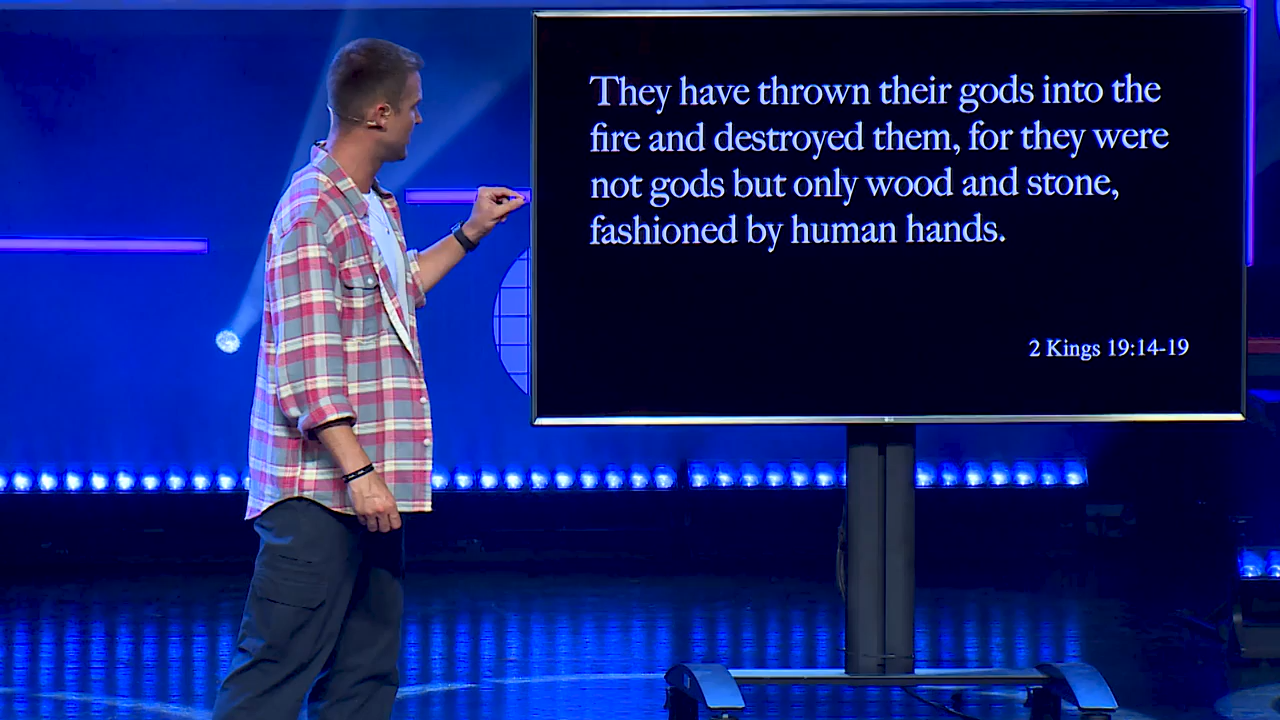 They have thrown their gods into the
fire and destroyed them, for they were
not gods but only wood and stone,
fashioned by human hands.
2 Kings 19:14-19